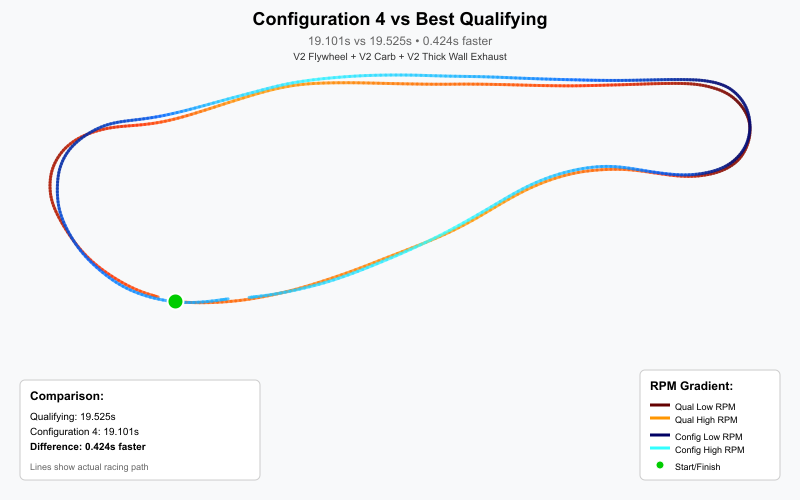 Configuration 4 vs Best Qualifying
19.101s vs 19.525s • 0.424s faster
V2 Flywheel + V2 Carb + V2 Thick Wall Exhaust
Comparison:
Qualifying: 19.525s
Configuration 4: 19.101s
Difference: 0.424s faster
Lines show actual racing path
RPM Gradient:
Qual Low RPM
Qual High RPM
Config Low RPM
Config High RPM
Start/Finish